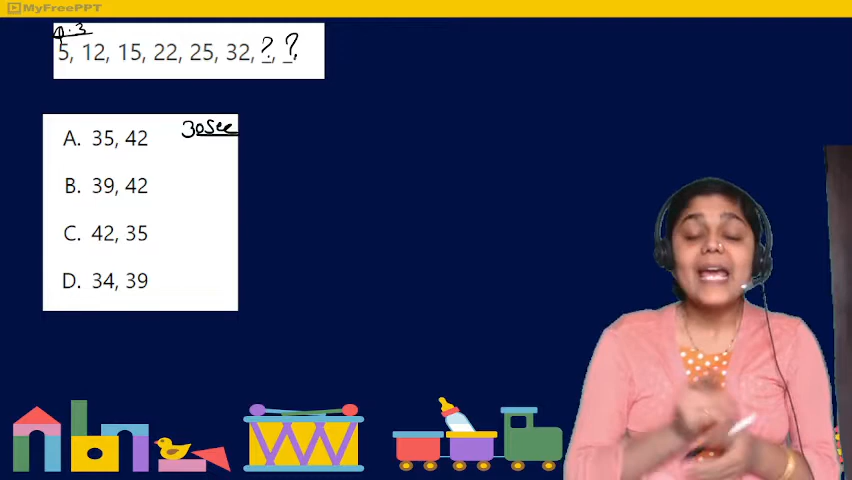 MyFreePPT
Q.3
5, 12, 15, 22, 25, 32, ?, ?
A. 35, 42
30sec
B. 39, 42
C. 42, 35
D. 34, 39